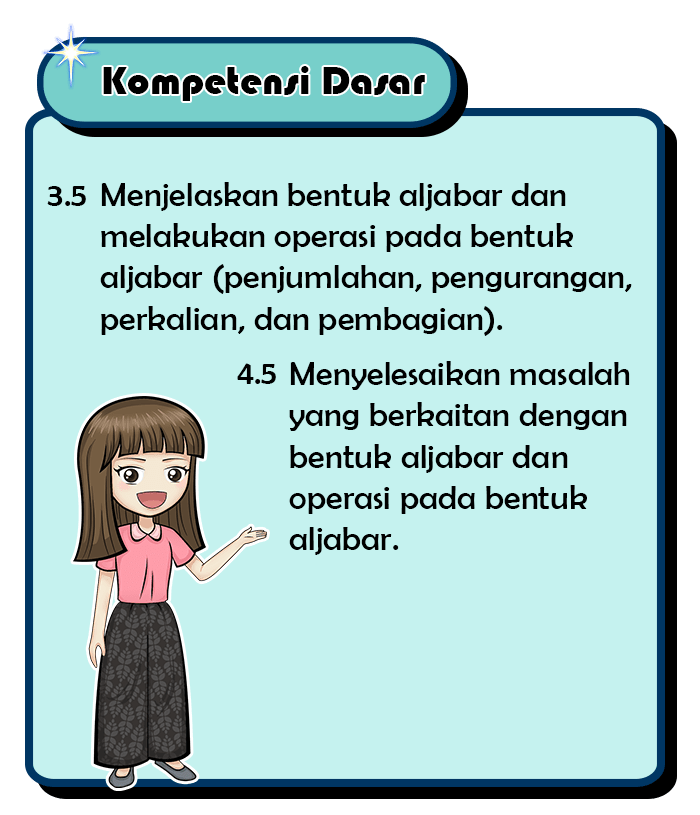 Kompetensi Dasar
3.5 Menjelaskan bentuk aljabar dan
melakukan operasi pada bentuk
aljabar (penjumlahan, pengurangan,
perkalian, dan pembagian).
4.5 Menyelesaikan masalah
yang berkaitan dengan
bentuk aljabar dan
operasi pada bentuk
aljabar.